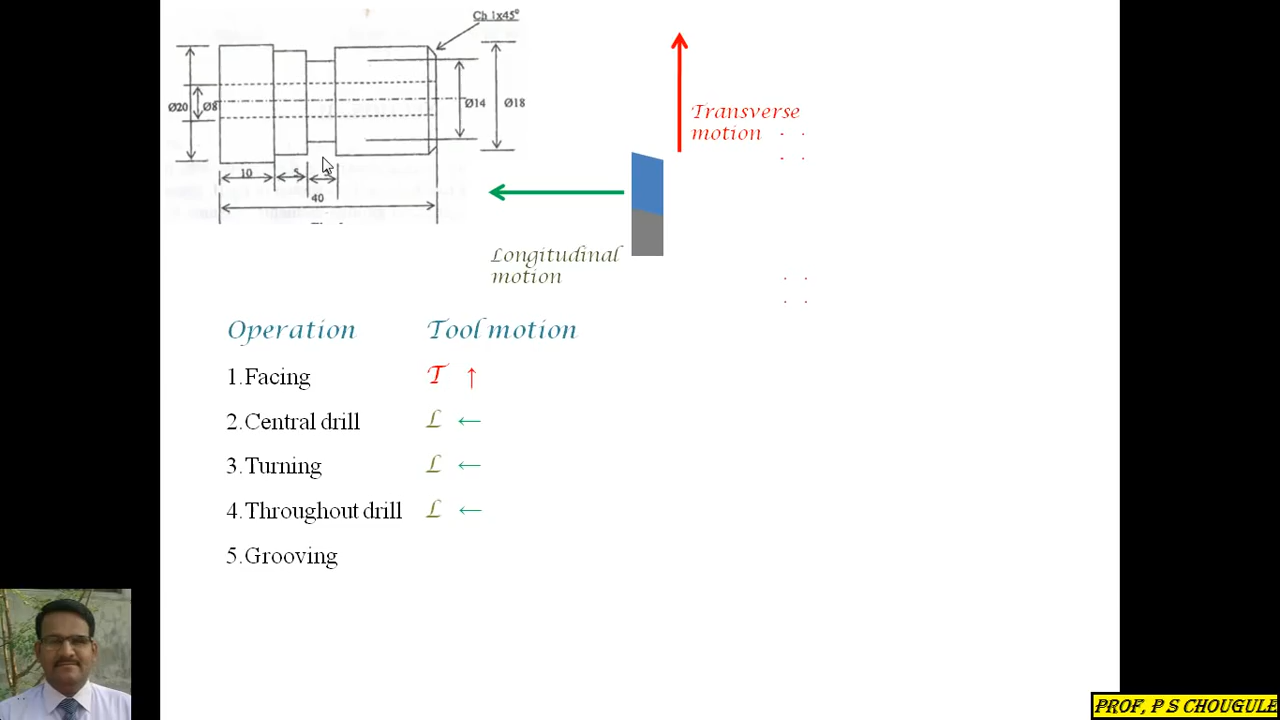 Ch 1x45°
Ø20
Ø8
Ø14
Ø18
10
5
40
Transverse
motion
Longitudinal
motion
Operation Tool motion
1.Facing T ↑
2.Central drill L ←
3.Turning L ←
4.Throughout drill L ←
5.Grooving
PROF, P S CHOUGULE